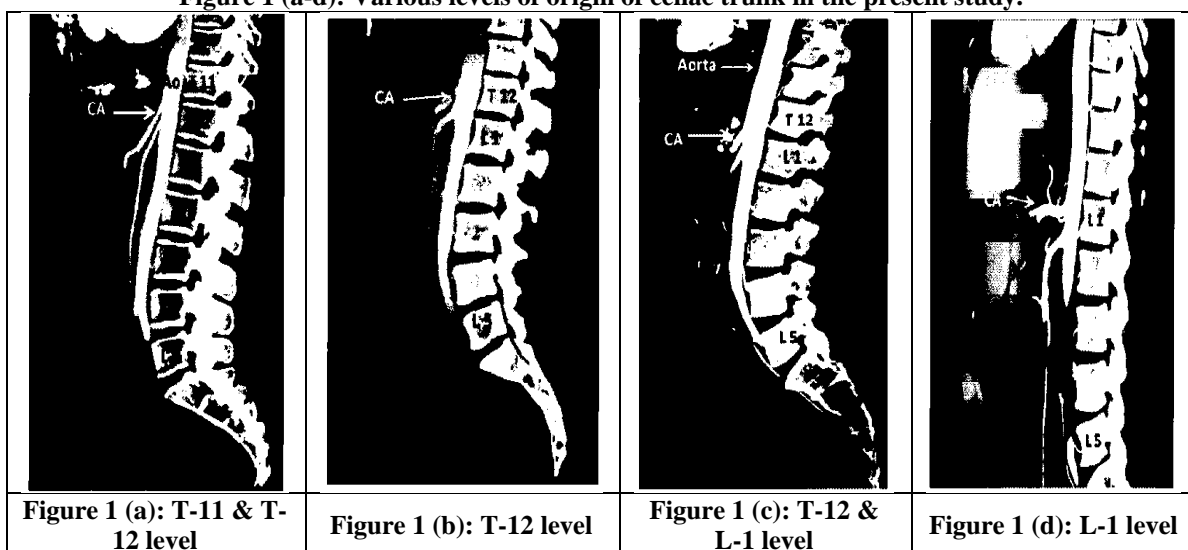 Figure 1 (a-d): Various levels of origin of celiac trunk in the present study.
T 11
CA
CA
T 12
L1
Aorta
CA
T 12
L1
L5
CA
L1
L5
Figure 1 (a): T-11 & T-
12 level
Figure 1 (b): T-12 level
Figure 1 (c): T-12 &
L-1 level
Figure 1 (d): L-1 level